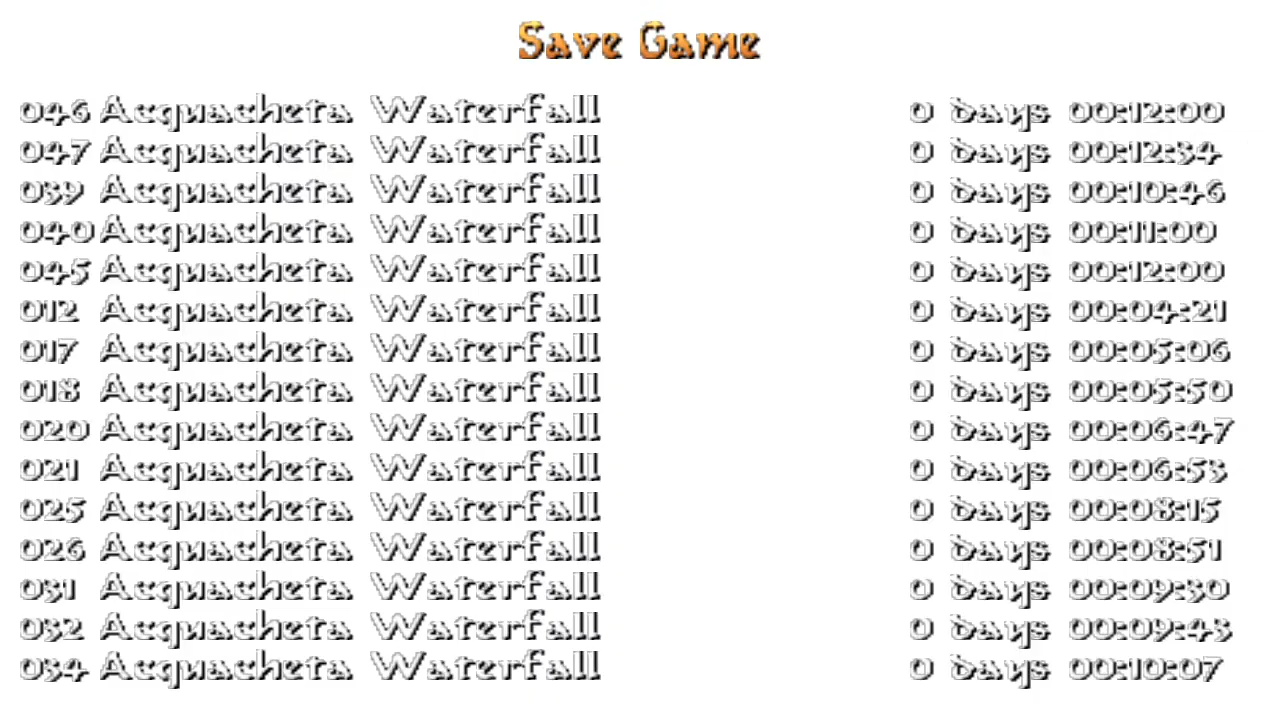 Save Game
046 Acquacheta Waterfall 0 days 00:12:00
047 Acquacheta Waterfall 0 days 00:12:34
039 Acquacheta Waterfall 0 days 00:10:46
040 Acquacheta Waterfall 0 days 00:11:00
045 Acquacheta Waterfall 0 days 00:12:00
012 Acquacheta Waterfall 0 days 00:04:21
017 Acquacheta Waterfall 0 days 00:05:06
018 Acquacheta Waterfall 0 days 00:05:50
020 Acquacheta Waterfall 0 days 00:06:47
021 Acquacheta Waterfall 0 days 00:06:53
025 Acquacheta Waterfall 0 days 00:08:15
026 Acquacheta Waterfall 0 days 00:08:51
031 Acquacheta Waterfall 0 days 00:09:30
032 Acquacheta Waterfall 0 days 00:09:43
034 Acquacheta Waterfall 0 days 00:10:07